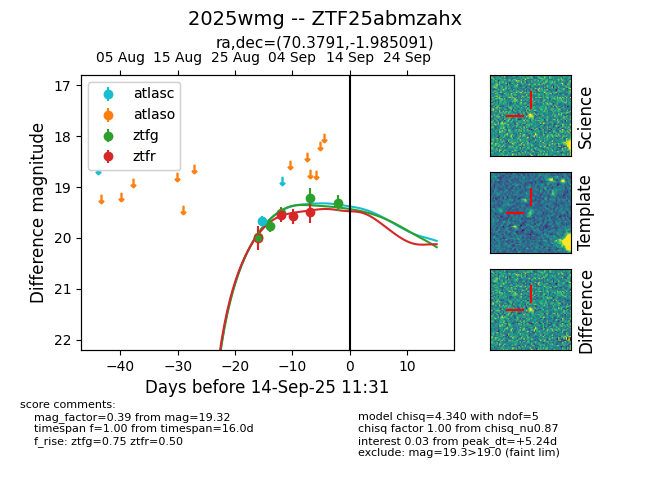 2025wmg -- ZTF25abmzahx
ra,dec=(70.3791,-1.985091)
05 Aug 15 Aug 25 Aug 04 Sep 14 Sep 24 Sep
17
18
19
20
21
22
Difference magnitude
atlasc
atlaso
ztfg
ztfr
−40 −30 −20 −10 0 10
Days before 14-Sep-25 11:31
Science
Template
Difference
score comments:
mag_factor=0.39 from mag=19.32
timespan f=1.00 from timespan=16.0d
f_rise: ztfg=0.75 ztfr=0.50
model chisq=4.340 with ndof=5
chisq factor 1.00 from chisq_nu0.87
interest 0.03 from peak_dt=+5.24d
exclude: mag=19.3>19.0 (faint lim)